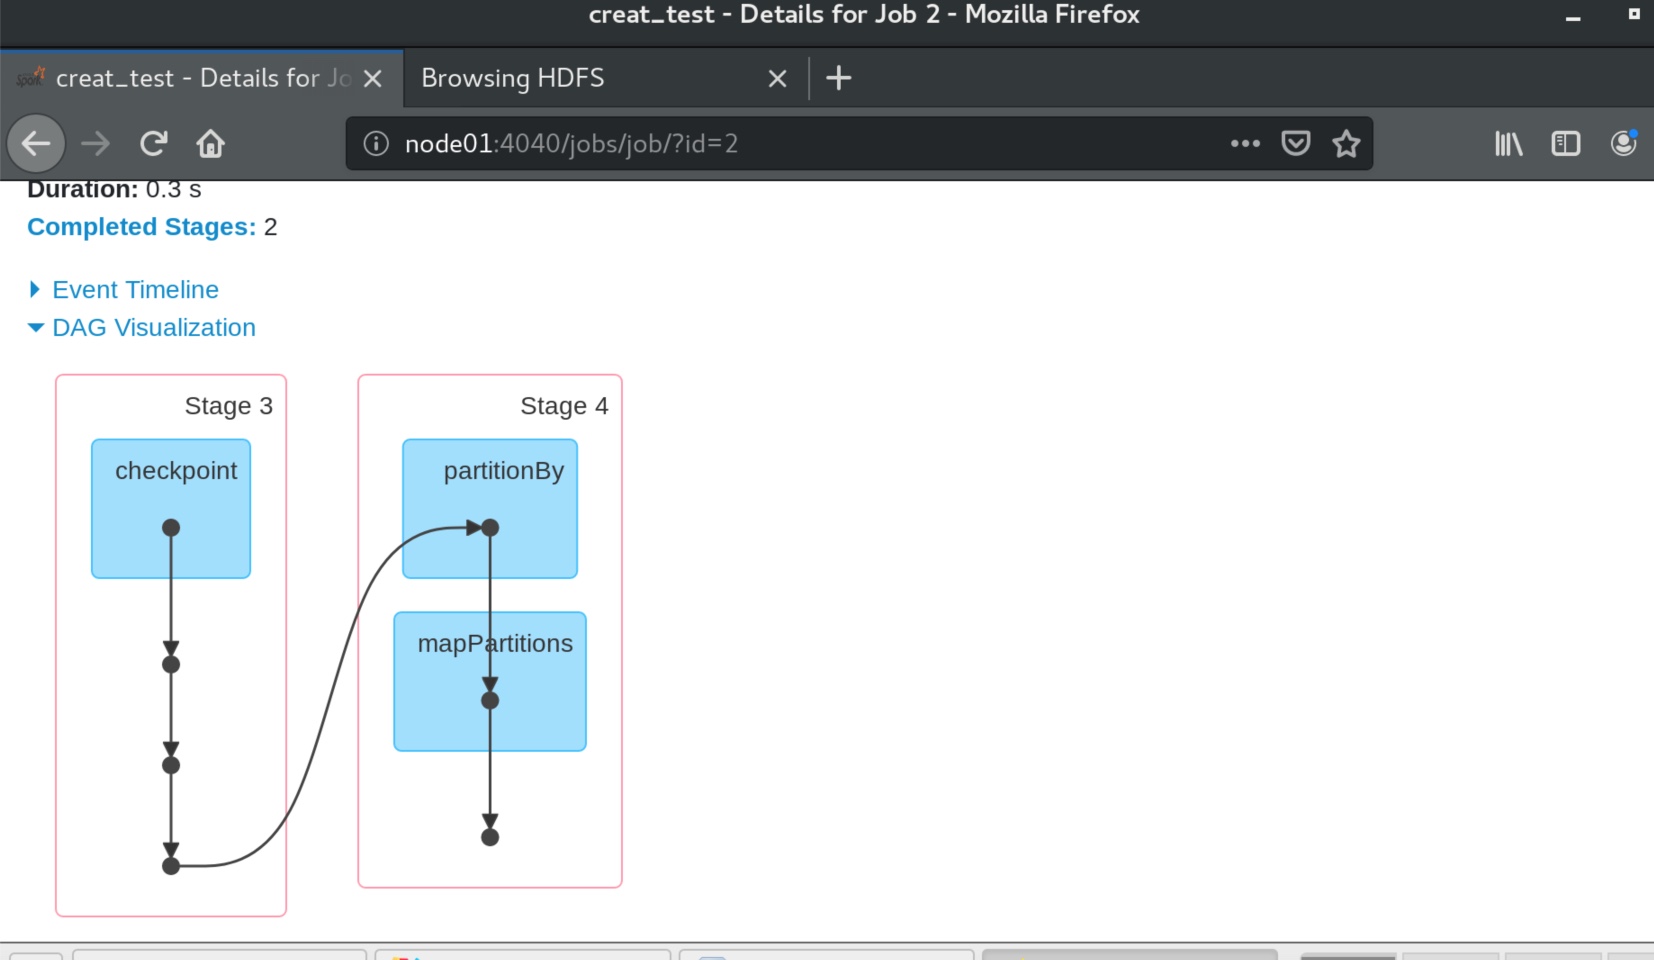 creat_test - Details for Job 2 - Mozilla Firefox
creat_test - Details for Jo
Browsing HDFS
node01:4040/jobs/job/?id=2
Duration: 0.3 s
Completed Stages: 2
Event Timeline
DAG Visualization
Stage 3
checkpoint
Stage 4
partitionBy
mapPartitions